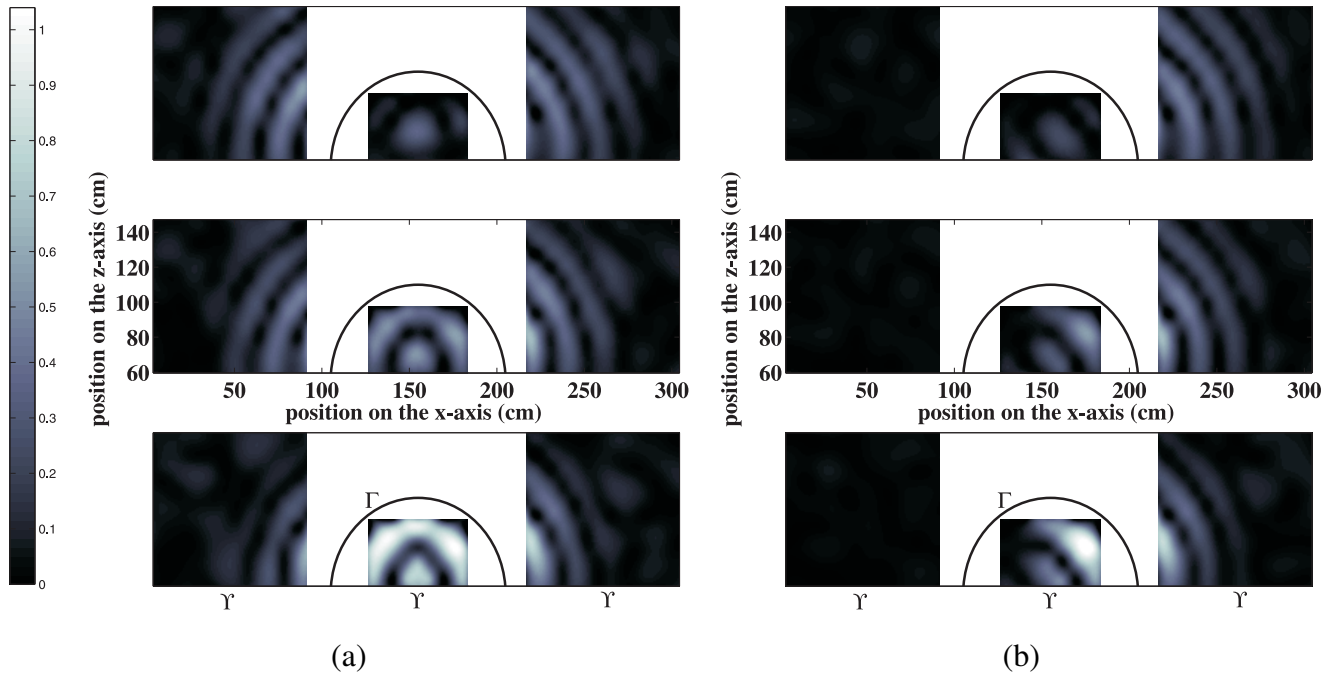 1
0.9
0.8
0.7
0.6
0.5
0.4
0.3
0.2
0.1
0
position on the z-axis (cm)
140
120
100
80
60
50 100 150 200 250 300
position on the x-axis (cm)
Γ
ϒ ϒ ϒ
(a)
position on the z-axis (cm)
140
120
100
80
60
50 100 150 200 250 300
position on the x-axis (cm)
Γ
ϒ ϒ ϒ
(b)